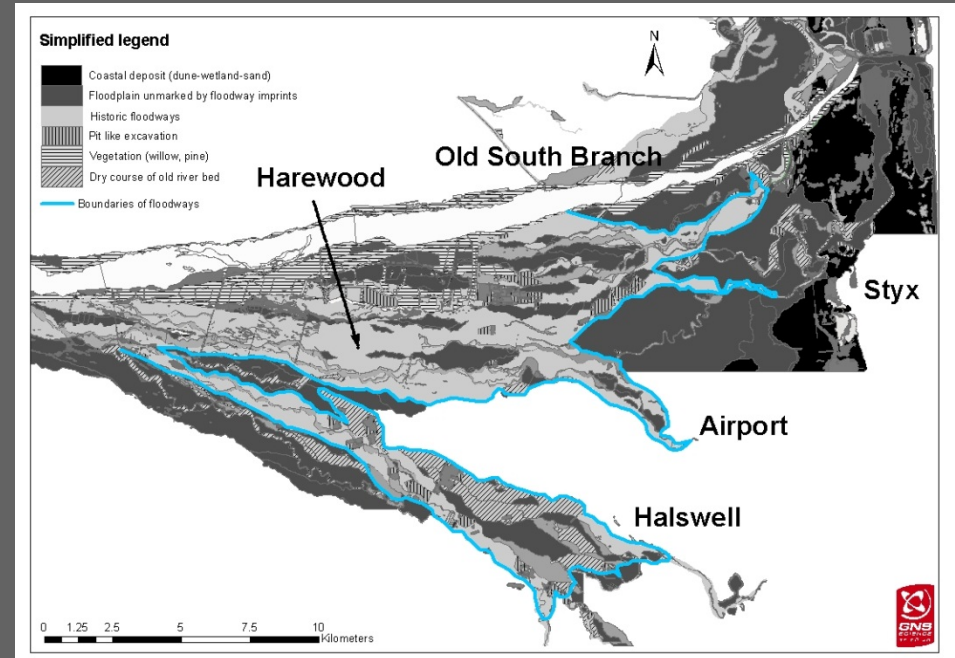 Simplified legend
Coastal deposit (dune-wetland-sand)
Floodplain unmarked by floodway imprints
Historic floodways
Pit like excavation
Vegetation (willow, pine)
Dry course of old river bed
Boundaries of floodways
N
Old South Branch
Harewood
Styx
Airport
Halswell
0 1.25 2.5 5 7.5 10
Kilometers
GNS
SCIENCE